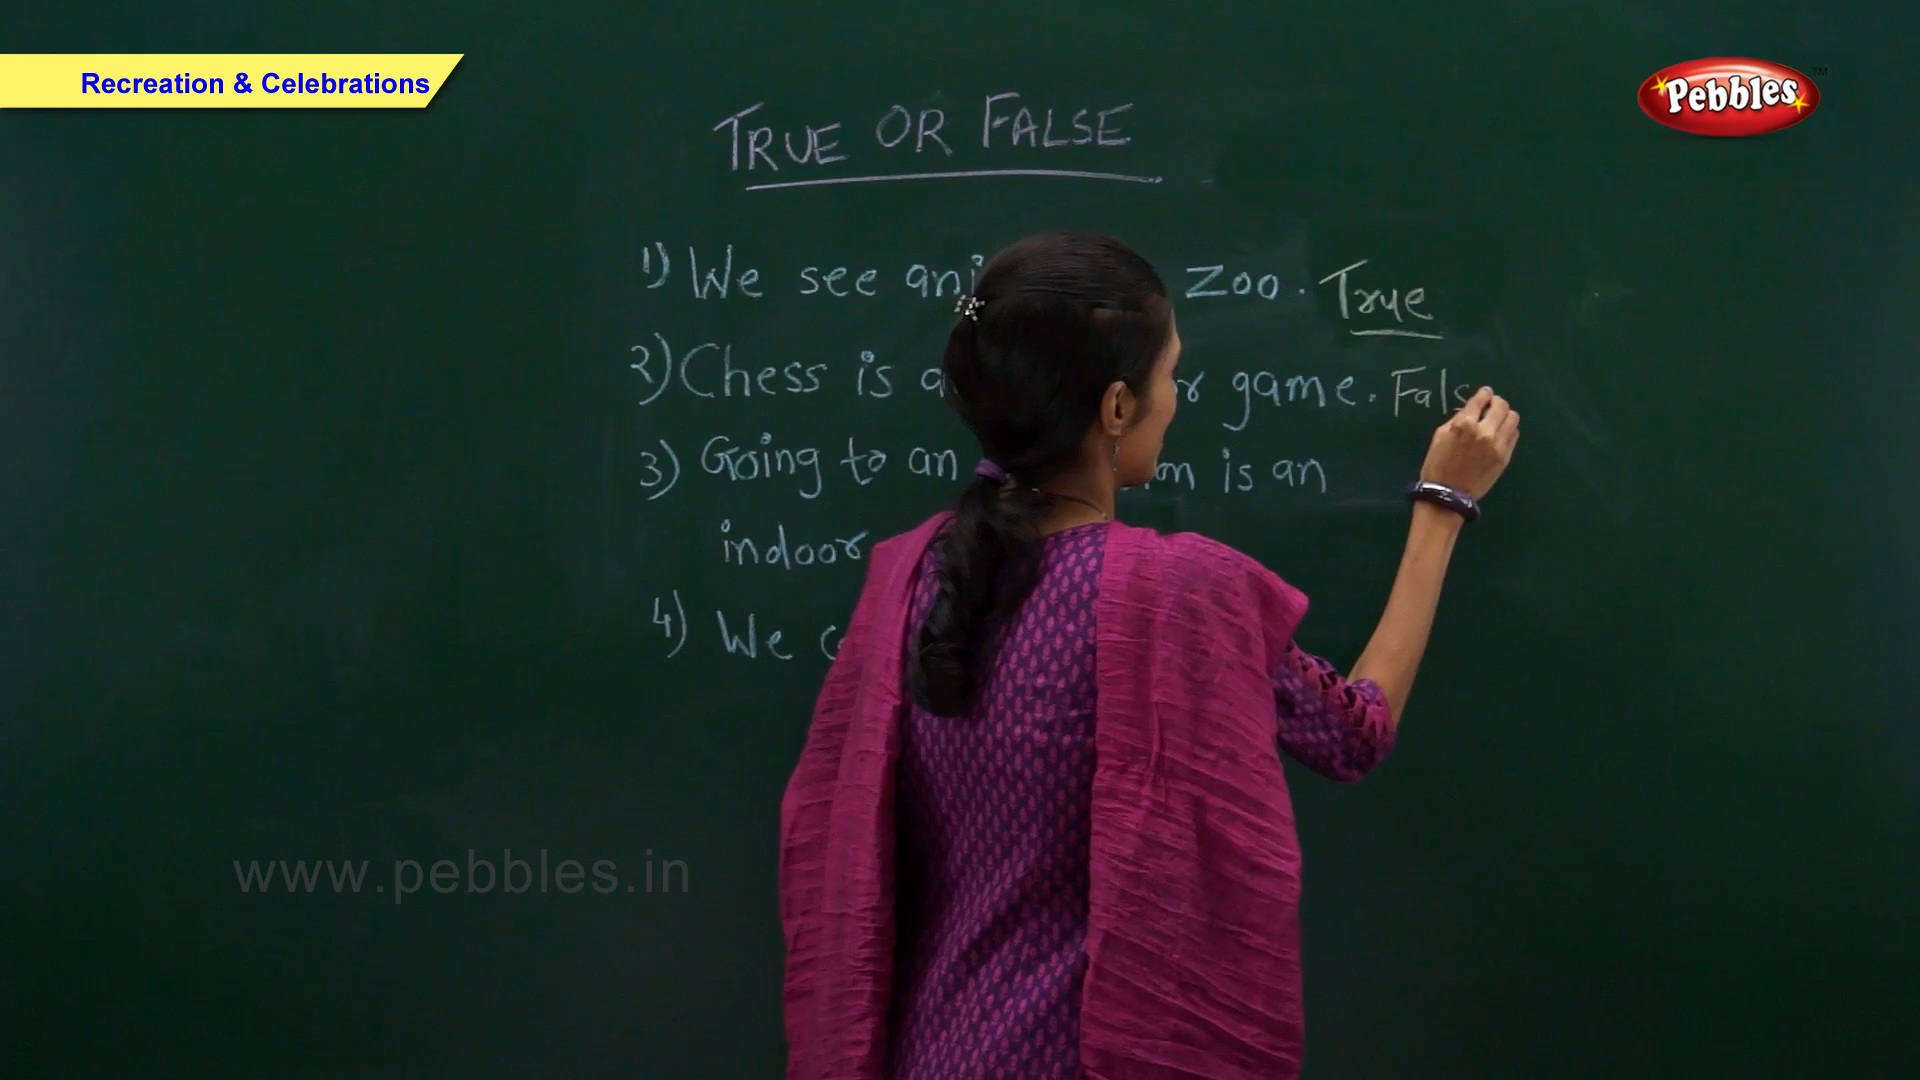 Recreation & Celebrations
Pebbles TM
TRUE OR FALSE
1) We see Zoo. True
2) Chess is game. Fals
3) Going to an is an
indoor
4) We
www.pebbles.in